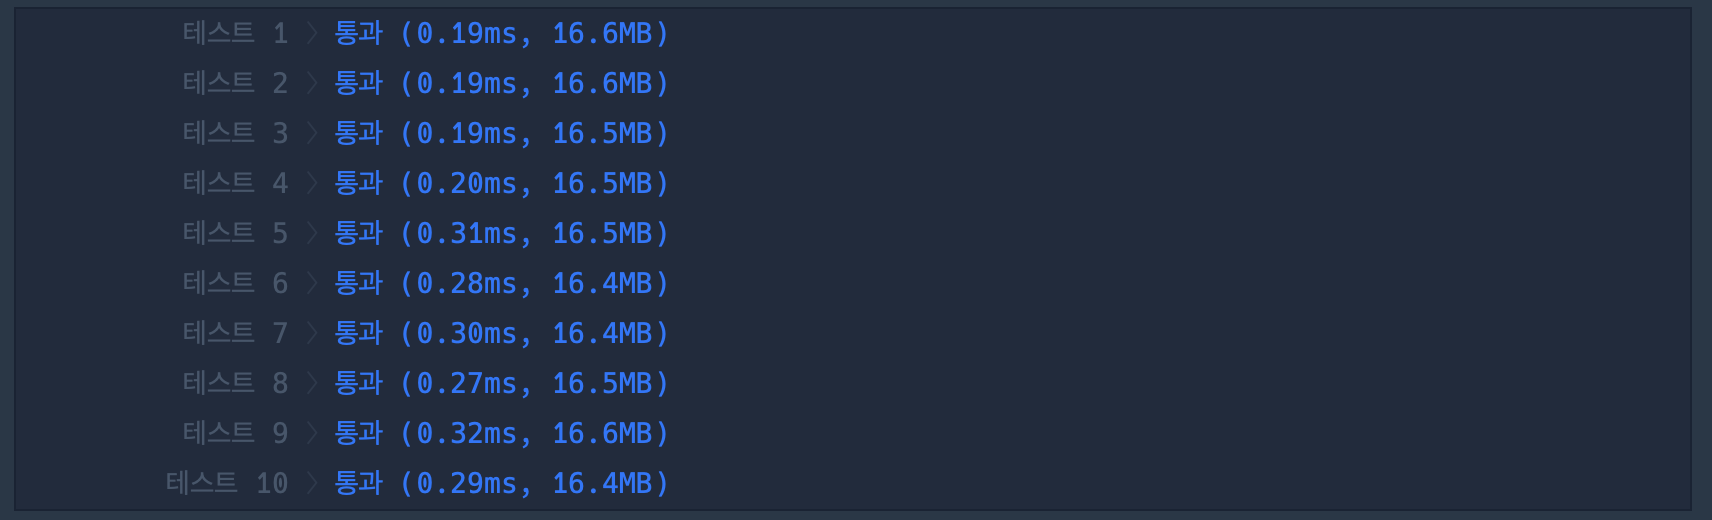 테스트 1 〉 통과 (0.19ms, 16.6MB)
테스트 2 〉 통과 (0.19ms, 16.6MB)
테스트 3 〉 통과 (0.19ms, 16.5MB)
테스트 4 〉 통과 (0.20ms, 16.5MB)
테스트 5 〉 통과 (0.31ms, 16.5MB)
테스트 6 〉 통과 (0.28ms, 16.4MB)
테스트 7 〉 통과 (0.30ms, 16.4MB)
테스트 8 〉 통과 (0.27ms, 16.5MB)
테스트 9 〉 통과 (0.32ms, 16.6MB)
테스트 10 〉 통과 (0.29ms, 16.4MB)